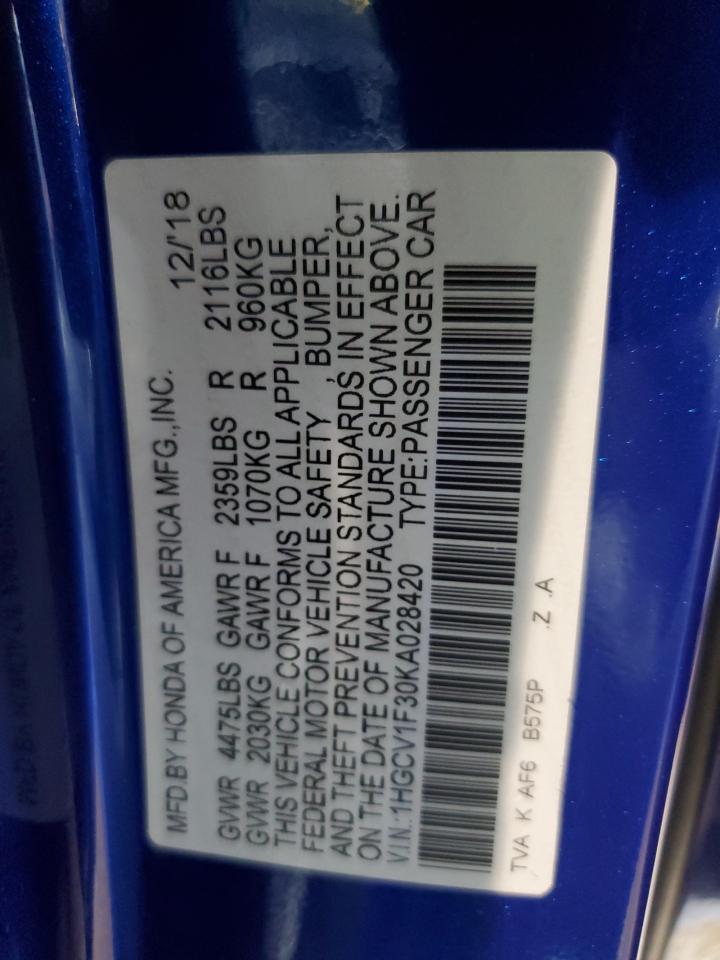 MFD.BY HONDA OF AMERICA MFG.,INC. 12/'18
GVWR 4475LBS GAWR F 2359LBS R 2116LBS
GVWR 2030KG GAWR F 1070KG R 960KG
THIS VEHICLE CONFORMS TO ALL APPLICABLE
FEDERAL MOTOR VEHICLE SAFETY , BUMPER,
AND THEFT PREVENTION STANDARDS IN EFFECT
ON THE DATE OF MANUFACTURE SHOWN ABOVE.
V I N.:1HGCV1F30KA028420 TYPE:PASSENGER CAR
TVA K AF6 B575P .Z .A